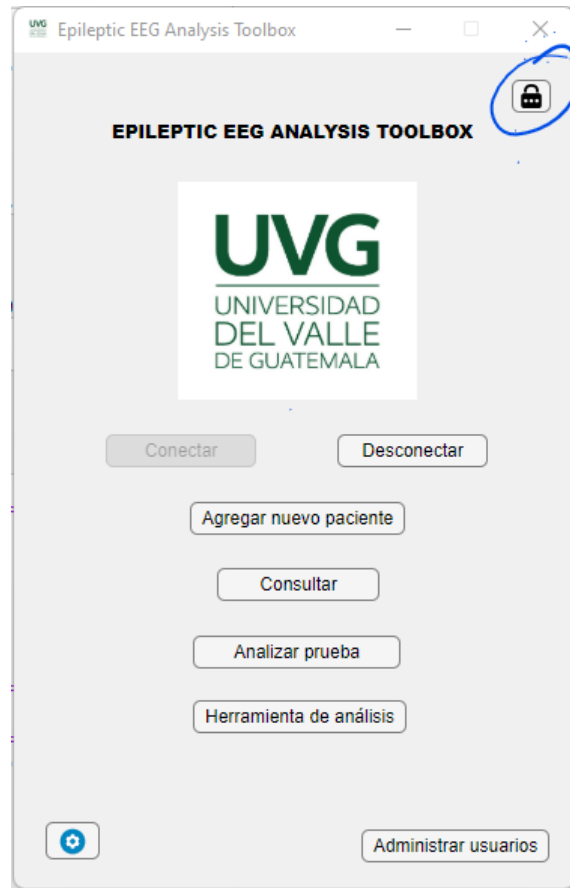 Epileptic EEG Analysis Toolbox
EPILEPTIC EEG ANALYSIS TOOLBOX
UVG
UNIVERSIDAD
DEL VALLE
DE GUATEMALA
Conectar
Desconectar
Agregar nuevo paciente
Consultar
Analizar prueba
Herramienta de análisis
Administrar usuarios